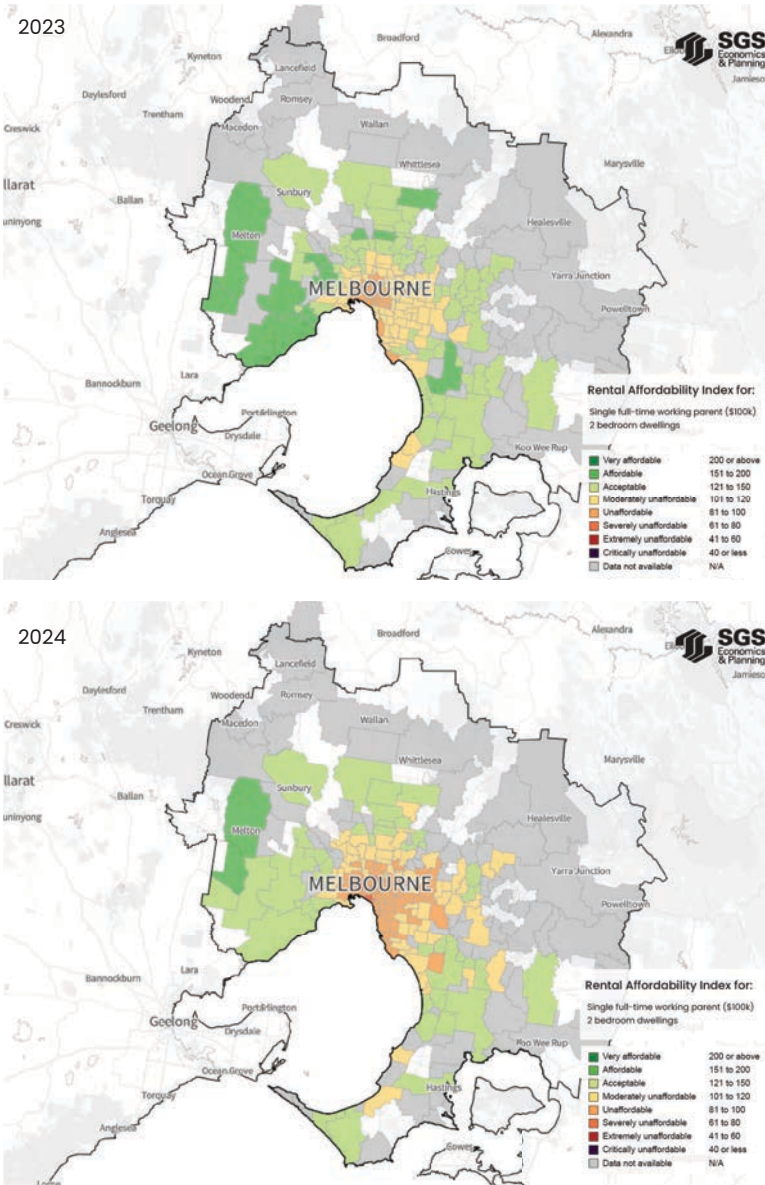 2023
Broadford
Alexandra
SGS
Economics
& Planning
Kyneton
Jamieso
Lancefield
Daylesford
Woodend
Romsey
Trentham
Creswick
Macedon
Wallan
Whittlesea
Marysville
llarat
Ballan
Sunbury
uninyong
Healesville
Melton
Yarra Junction
MELBOURNE
Powelltown
Bannockburn
Lara
Rental Affordability Index for:
Geelong
Portarlington
Single full-time working parent ($100k)
Drysdale
2 bedroom dwellings
Koo Wee Rup
Ocean Grove
Very affordable 200 or above
Affordable 151 to 200
Hastings
Acceptable 121 to 150
Torquay
Moderately unaffordable 101 to 120
Unaffordable 81 to 100
Anglesea
Severely unaffordable 61 to 80
Extremely unaffordable 41 to 60
Cowes
Critically unaffordable 40 or less
Data not available N/A
2024
Broadford
Alexandra
SGS
Economics
& Planning
Kyneton
Jamieso
Lancefield
Daylesford
Woodend
Romsey
Trentham
Creswick
Macedon
Wallan
Whittlesea
Marysville
llarat
Ballan
Sunbury
uninyong
Healesville
Melton
Yarra Junction
MELBOURNE
Powelltown
Bannockburn
Lara
Rental Affordability Index for:
Geelong
Portarlington
Single full-time working parent ($100k)
Drysdale
2 bedroom dwellings
Koo Wee Rup
Ocean Grove
Very affordable 200 or above
Affordable 151 to 200
Hastings
Acceptable 121 to 150
Torquay
Moderately unaffordable 101 to 120
Unaffordable 81 to 100
Anglesea
Severely unaffordable 61 to 80
Extremely unaffordable 41 to 60
Cowes
Critically unaffordable 40 or less
Data not available N/A